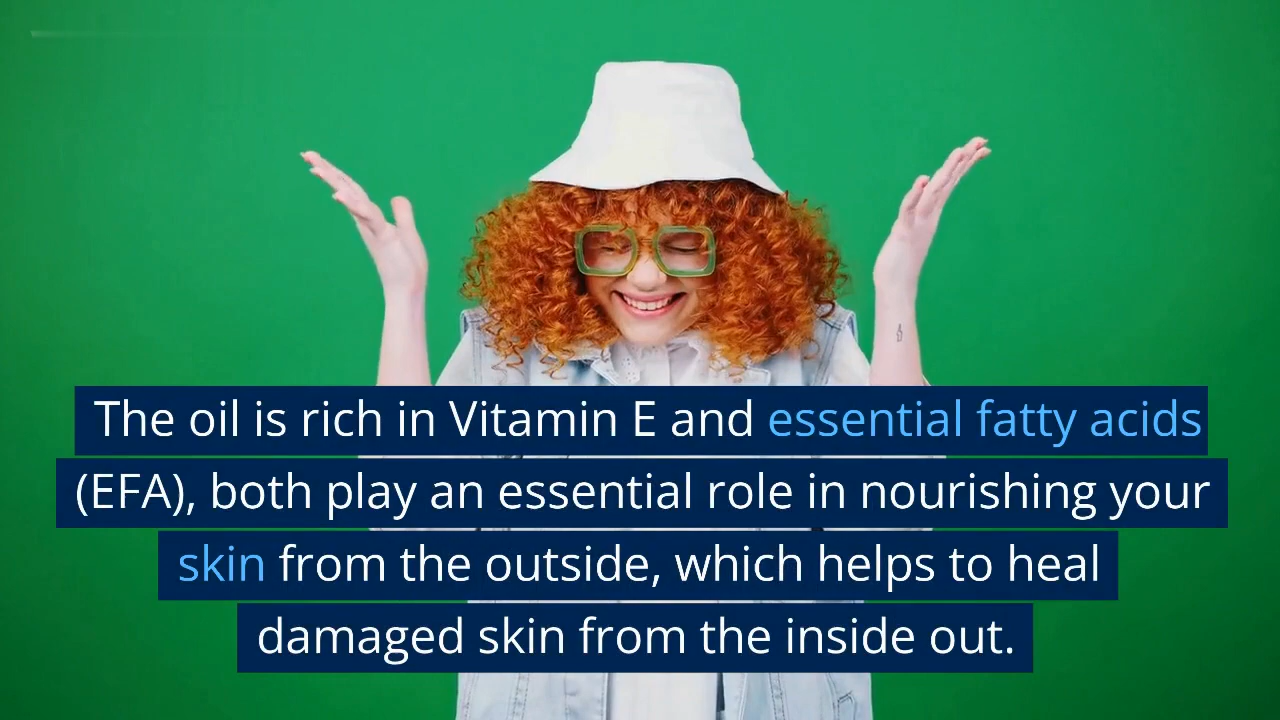 The oil is rich in Vitamin E and essential fatty acids
(EFA), both play an essential role in nourishing your
skin from the outside, which helps to heal
damaged skin from the inside out.